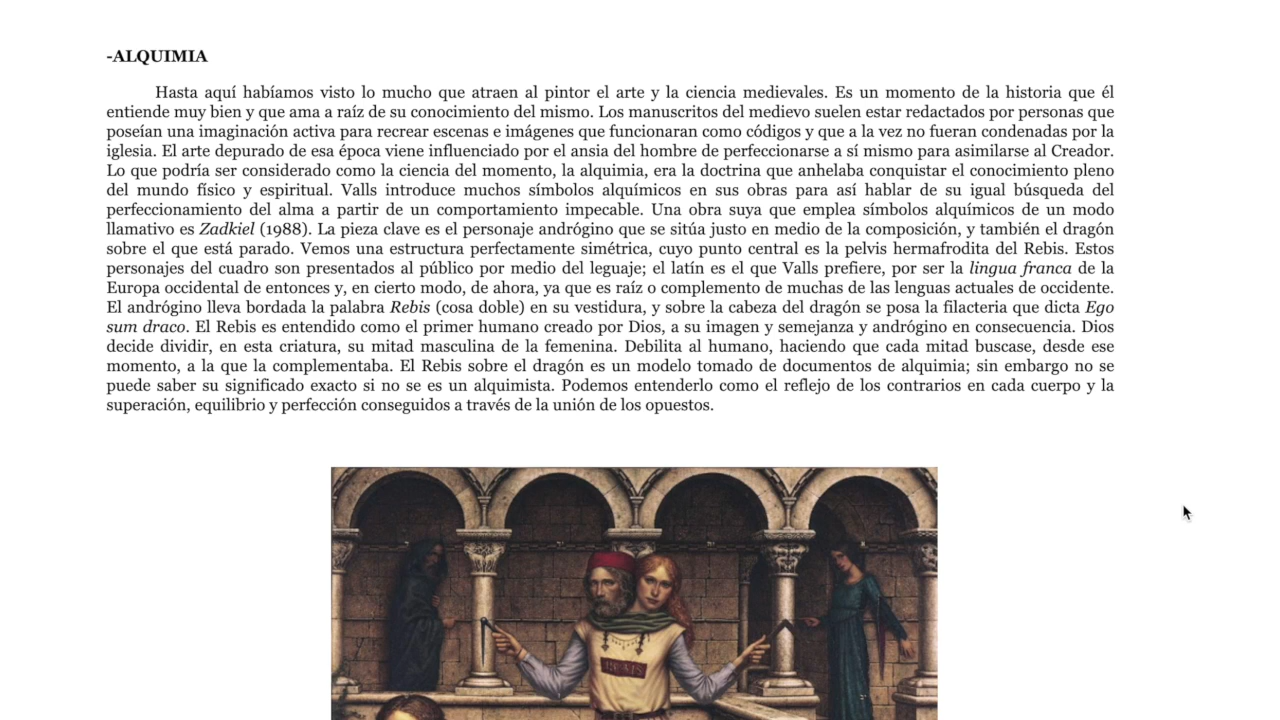 -ALQUIMIA
Hasta aquí habíamos visto lo mucho que atraen al pintor el arte y la ciencia medievales. Es un momento de la historia que él
entiende muy bien y que ama a raíz de su conocimiento del mismo. Los manuscritos del medievo suelen estar redactados por personas que
poseían una imaginación activa para recrear escenas e imágenes que funcionaran como códigos y que a la vez no fueran condenadas por la
iglesia. El arte depurado de esa época viene influenciado por el ansia del hombre de perfeccionarse a sí mismo para asimilarse al Creador.
Lo que podría ser considerado como la ciencia del momento, la alquimia, era la doctrina que anhelaba conquistar el conocimiento pleno
del mundo físico y espiritual. Valls introduce muchos símbolos alquímicos en sus obras para así hablar de su igual búsqueda del
perfeccionamiento del alma a partir de un comportamiento impecable. Una obra suya que emplea símbolos alquímicos de un modo
llamativo es Zadkiel (1988). La pieza clave es el personaje andrógino que se sitúa justo en medio de la composición, y también el dragón
sobre el que está parado. Vemos una estructura perfectamente simétrica, cuyo punto central es la pelvis hermafrodita del Rebis. Estos
personajes del cuadro son presentados al público por medio del leguaje; el latín es el que Valls prefiere, por ser la lingua franca de la
Europa occidental de entonces y, en cierto modo, de ahora, ya que es raíz o complemento de muchas de las lenguas actuales de occidente.
El andrógino lleva bordada la palabra Rebis (cosa doble) en su vestidura, y sobre la cabeza del dragón se posa la filacteria que dicta Ego
sum draco. El Rebis es entendido como el primer humano creado por Dios, a su imagen y semejanza y andrógino en consecuencia. Dios
decide dividir, en esta criatura, su mitad masculina de la femenina. Debilita al humano, haciendo que cada mitad buscase, desde ese
momento, a la que la complementaba. El Rebis sobre el dragón es un modelo tomado de documentos de alquimia; sin embargo no se
puede saber su significado exacto si no se es un alquimista. Podemos entenderlo como el reflejo de los contrarios en cada cuerpo y la
superación, equilibrio y perfección conseguidos a través de la unión de los opuestos.
REBIS